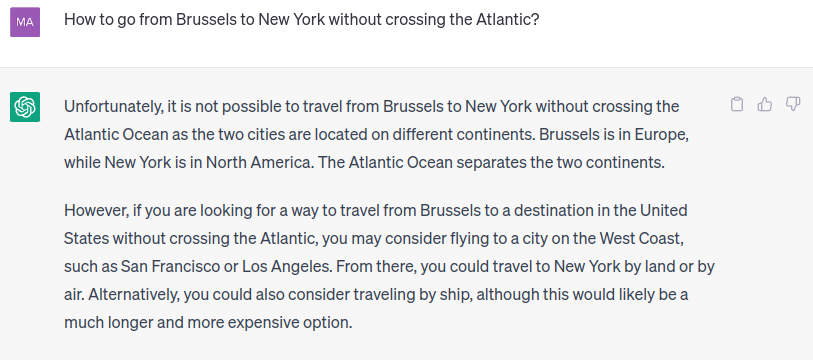 MA
How to go from Brussels to New York without crossing the Atlantic?
Unfortunately, it is not possible to travel from Brussels to New York without crossing the
Atlantic Ocean as the two cities are located on different continents. Brussels is in Europe,
while New York is in North America. The Atlantic Ocean separates the two continents.
However, if you are looking for a way to travel from Brussels to a destination in the United
States without crossing the Atlantic, you may consider flying to a city on the West Coast,
such as San Francisco or Los Angeles. From there, you could travel to New York by land or by
air. Alternatively, you could also consider traveling by ship, although this would likely be a
much longer and more expensive option.